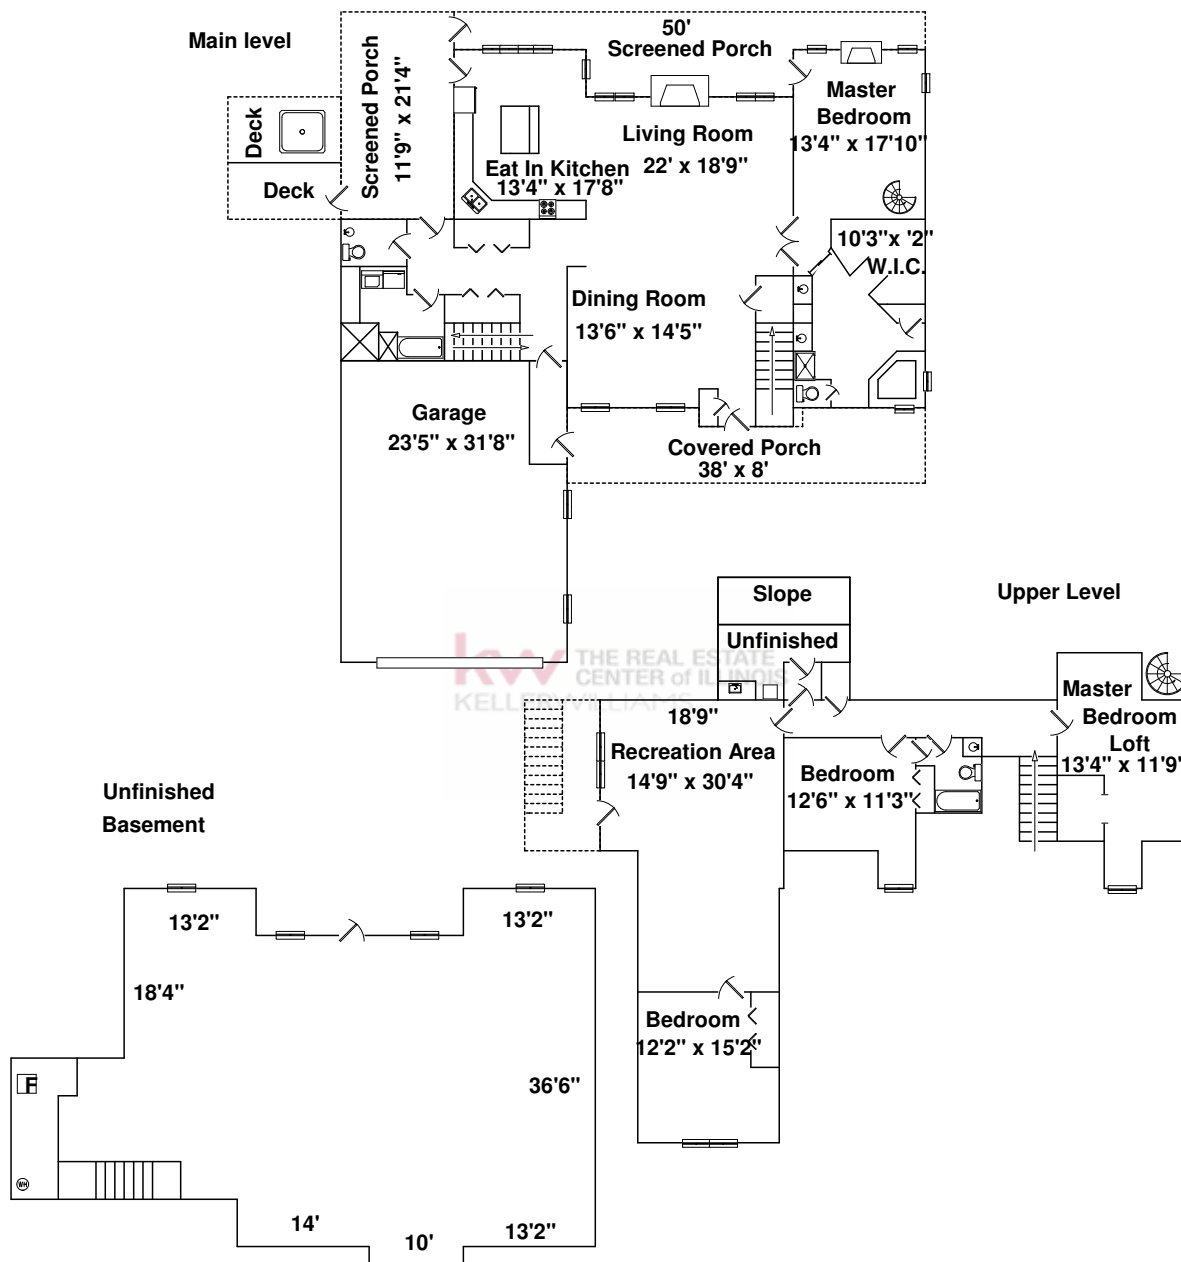 Main level
50'
Screened Porch
Screened Porch
11'9" x 21'4"
Deck
Deck
Master
Bedroom
13'4" x 17'10"
Living Room
22' x 18'9"
Eat In Kitchen
13'4" x 17'8"
10'3"x '2"
W.I.C.
Dining Room
13'6" x 14'5"
Garage
23'5" x 31'8"
Covered Porch
38' x 8'
Upper Level
Slope
Unfinished
kw THE REAL ESTATE
CENTER of ILLINOIS
KELLERWILLIAMS
18'9"
Recreation Area
14'9" x 30'4"
Bedroom
12'6" x 11'3"
Master
Bedroom
Loft
13'4" x 11'9"
Bedroom
12'2" x 15'2"
Unfinished
Basement
13'2"
13'2"
18'4"
36'6"
F
WH
14'
10'
13'2"